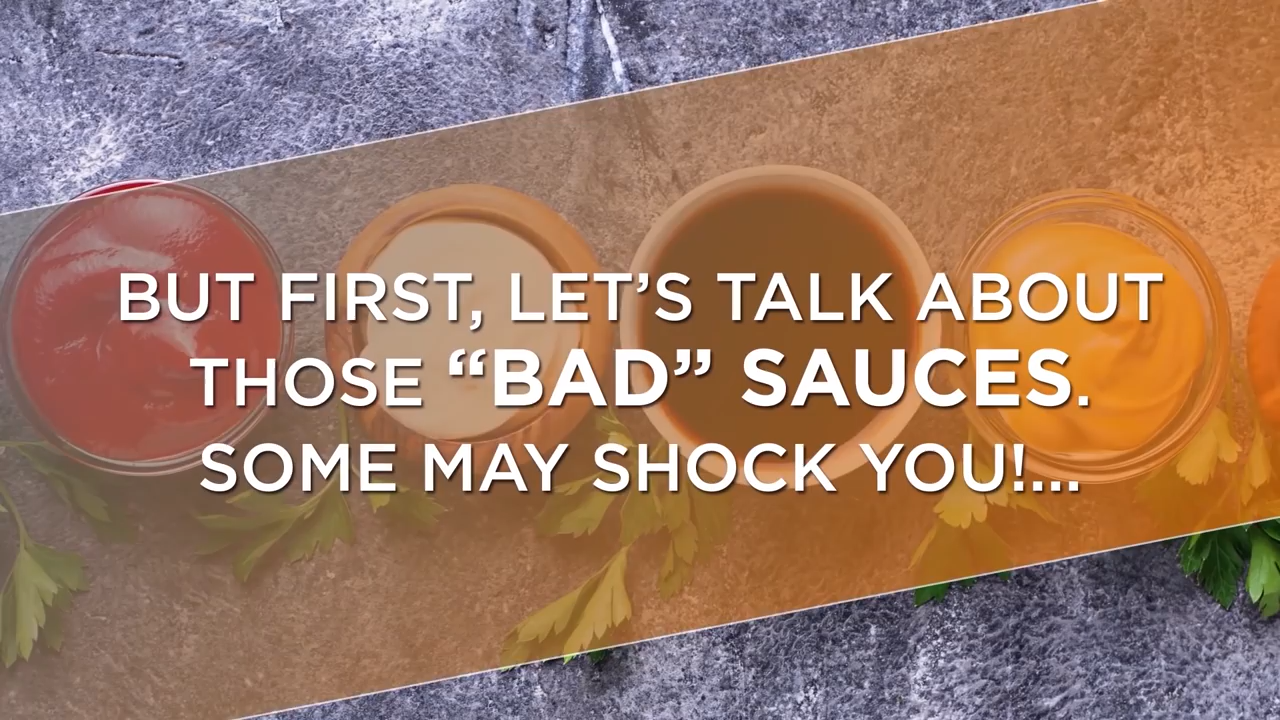 BUT FIRST, LET’S TALK ABOUT
THOSE “BAD” SAUCES.
SOME MAY SHOCK YOU!...